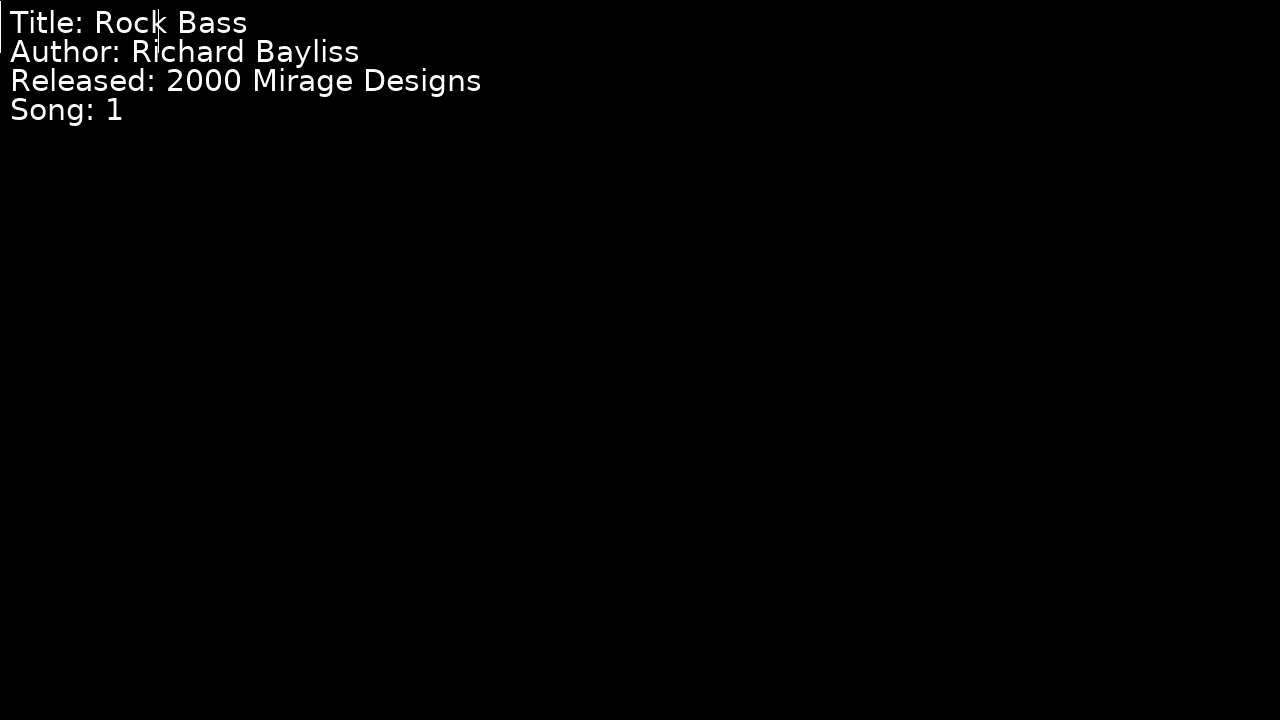 Title: Rock Bass
Author: Richard Bayliss
Released: 2000 Mirage Designs
Song: 1